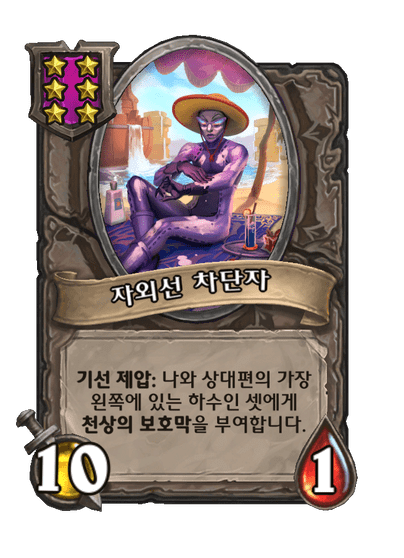 자외선 차단자
기선 제압: 나와 상대편의 가장
왼쪽에 있는 하수인 셋에게
천상의 보호막을 부여합니다.
10
1